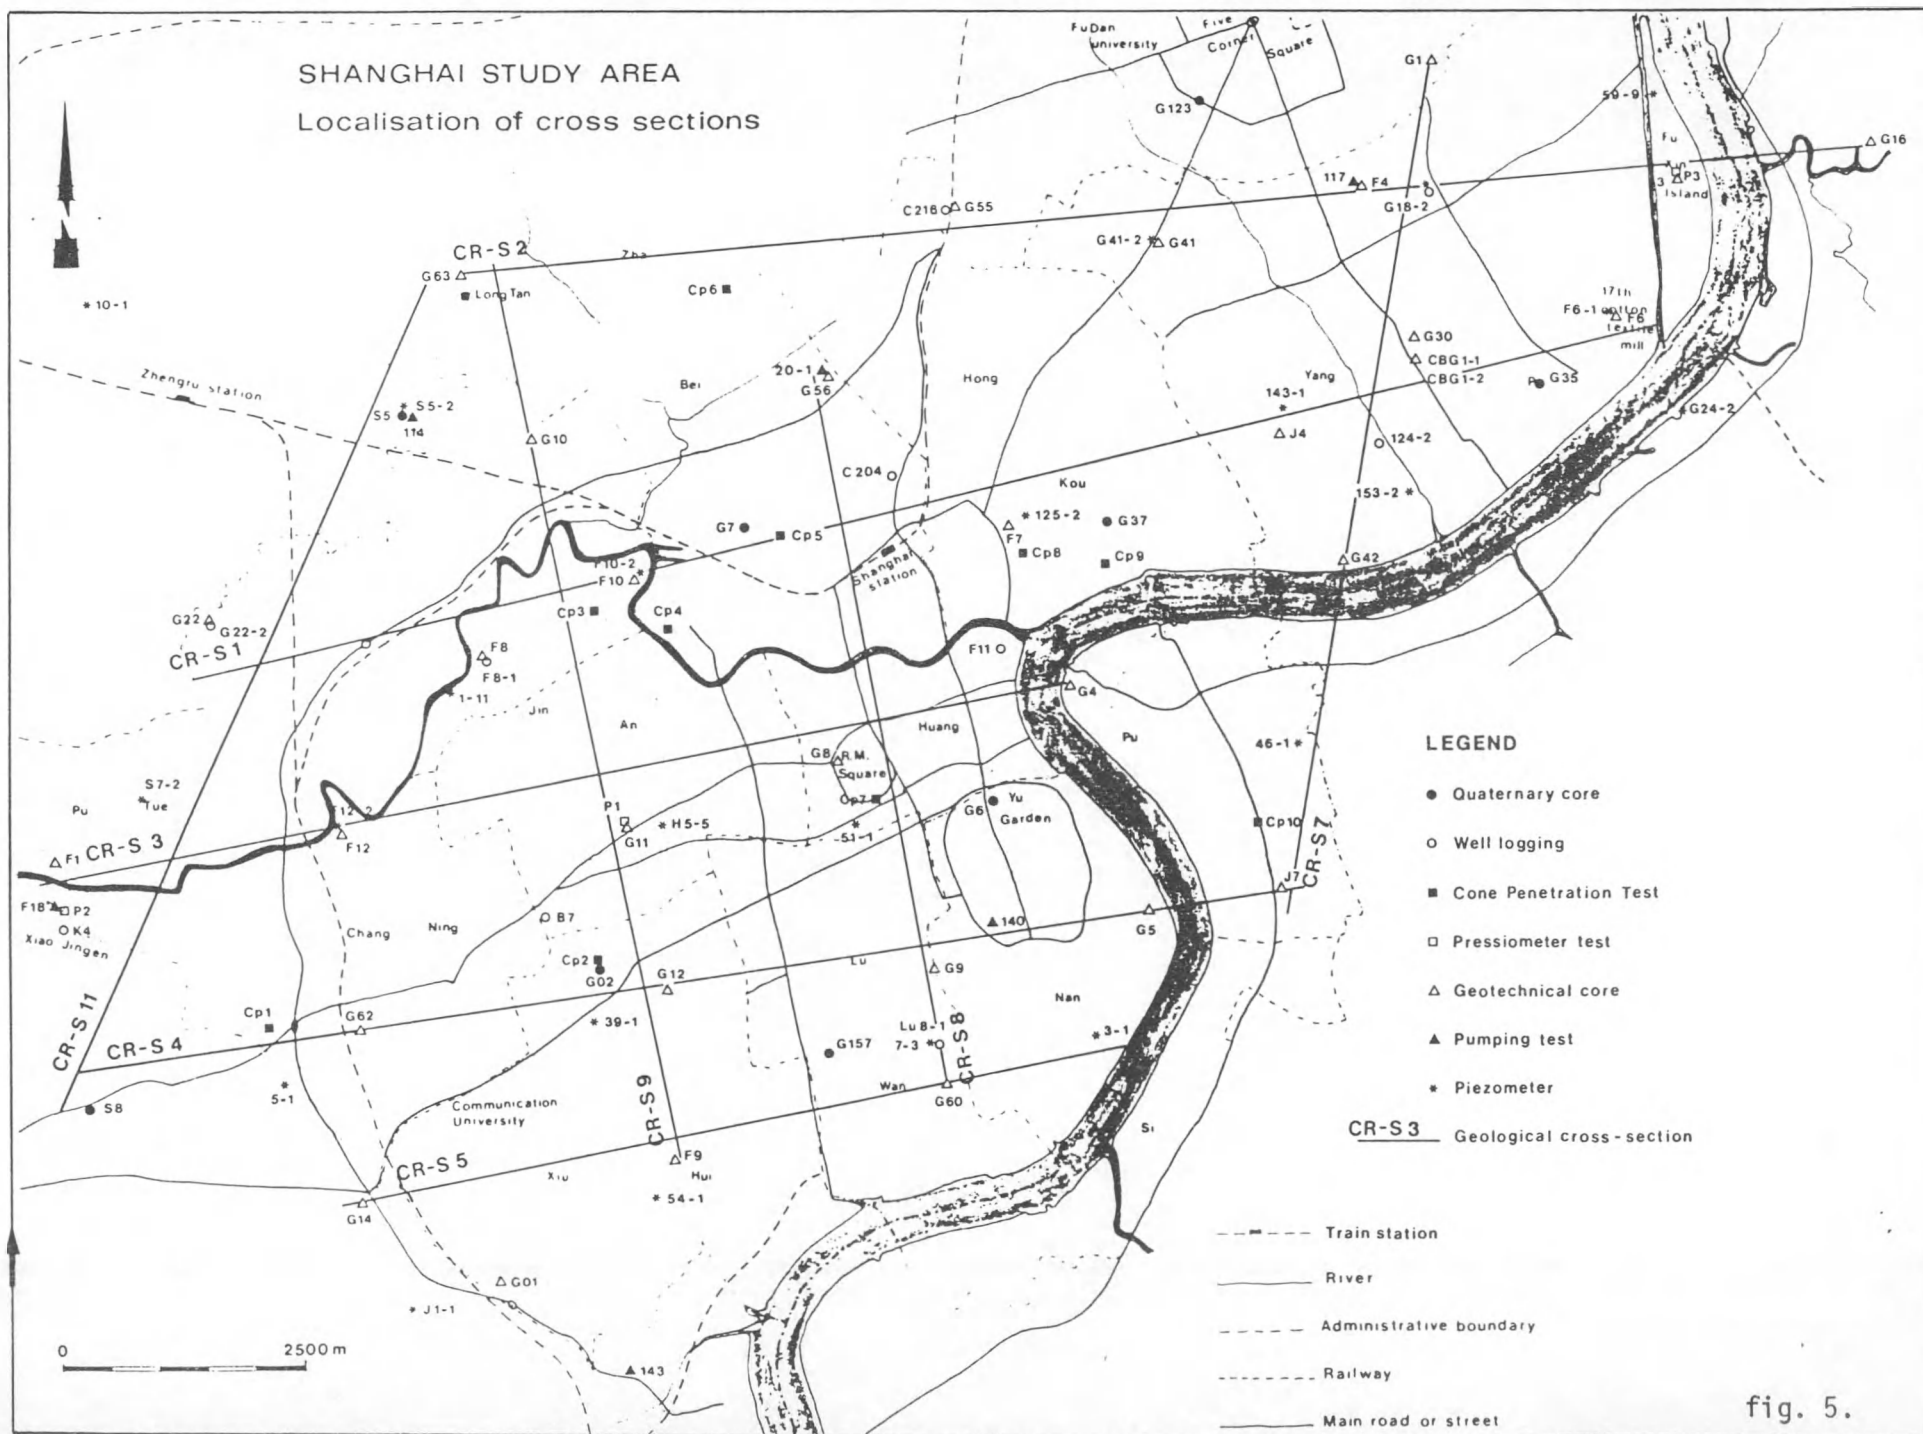 SHANGHAI STUDY AREA
Localisation of cross sections
FuDan
university
Five
Corner
Square
G1
G123
59-9
Fu
G16
P3
3
Island
117
F4
G18-2
C216
G55
G41-2
G41
CR-S 2
Zha
G63
Long Tan
Cp6
10-1
17th
cotton
textile
mill
F6-1
F6
G30
CBG1-1
CBG1-2
G35
Zhengru station
Bei
20-1
G56
Hong
Yang
143-1
S5-2
S5
114
G10
J4
124-2
G24-2
C204
Kou
153-2
G7
Cp5
125-2
F7
G37
Cp8
Cp9
G42
Shanghai
station
F10-2
F10
Cp3
Cp4
G22
G22-2
CR-S 1
F8
F8-1
F11
1-11
Jin
An
G4
Huang
Pu
46-1
G8
R.M.
Square
Cp7
S7-2
Tue
Pu
P1
G11
H5-5
51-1
G6
Yu
Garden
Cp10
CR-S 7
F1
CR-S 3
F12
J7
F18
P2
K4
Xiao Jingen
Chang
Ning
B7
140
G5
Cp2
G02
G12
Lu
G9
Nan
CR-S 11
Cp1
CR-S 4
G62
39-1
G157
Lu 8-1
7-3
CR-S 8
3-1
5-1
S8
Communication
University
CR-S 9
Wan
G60
Si
CR-S 5
Xiu
F9
Hui
54-1
G14
G01
J1-1
143
0
2500 m
LEGEND
Quaternary core
Well logging
Cone Penetration Test
Pressiometer test
Geotechnical core
Pumping test
Piezometer
CR-S 3
Geological cross-section
Train station
River
Administrative boundary
Railway
Main road or street
fig. 5.